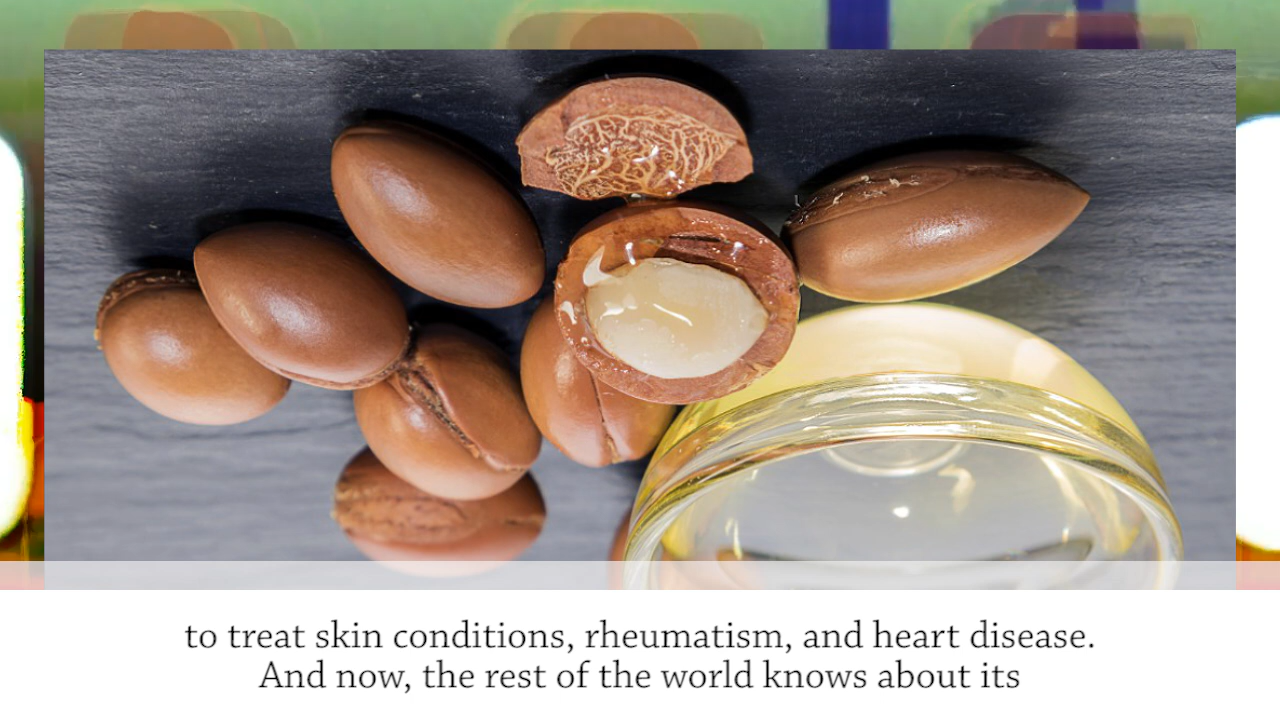 to treat skin conditions, rheumatism, and heart disease.
And now, the rest of the world knows about its